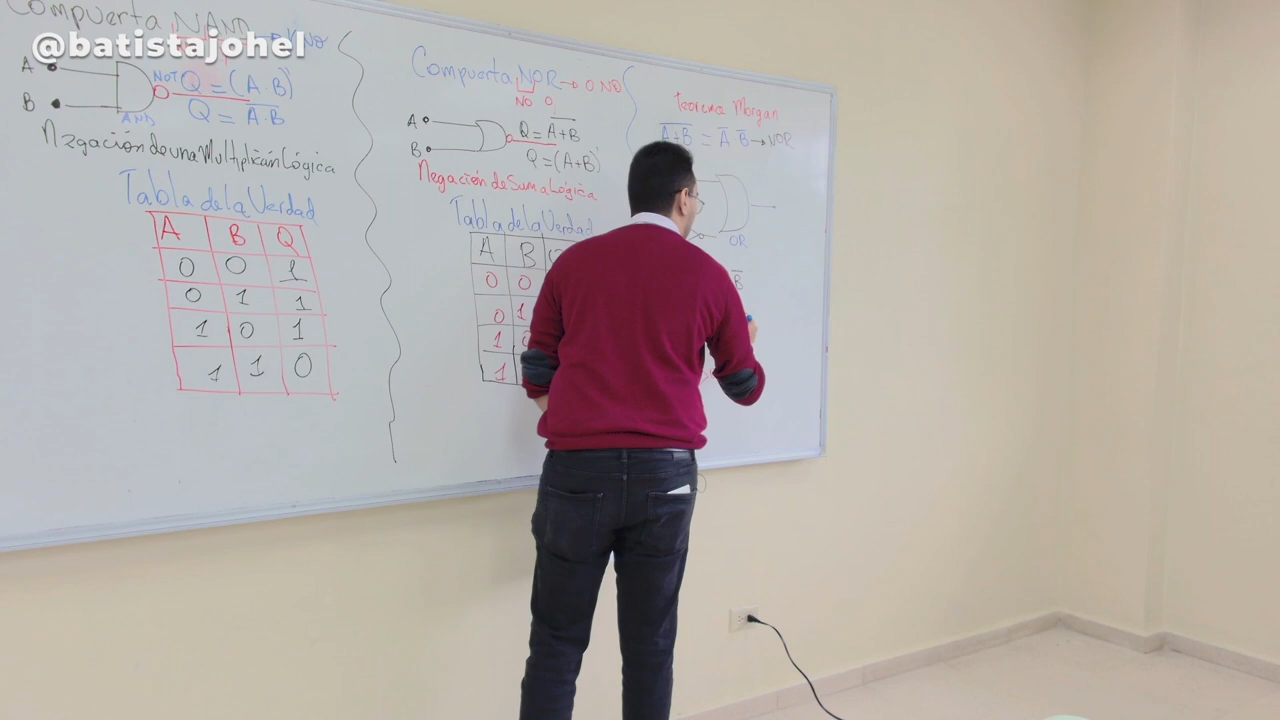 @batistajohel
Compuerta NAND
A
B
NOT
AND
Q = (A.B)'
Q = A.B
Negación de una Multiplicación Lógica
Tabla de la Verdad
A B Q
0 0 1
0 1 1
1 0 1
1 1 0
Compuerta NOR → O NO
NO O
A
B
Q = A+B
Q = (A+B)'
Negación de Suma Lógica
Tabla de la Verdad
A B
0 0
0 1
1
1
Teorema Morgan
A+B = A B → NOR
OR
B